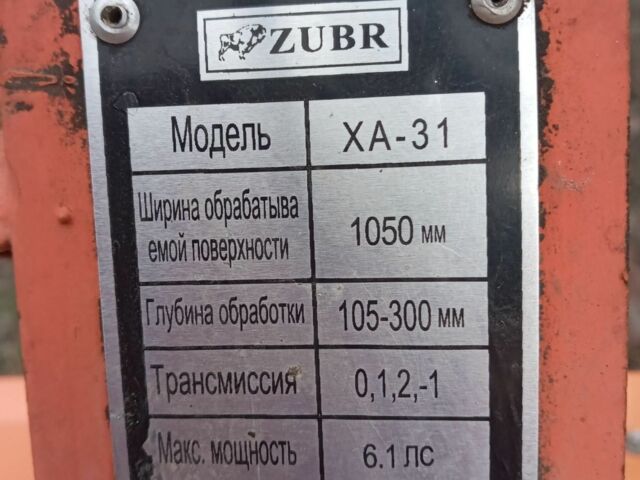 ZUBR
Модель XA-31
Ширина обрабатыва
емой поверхности 1050 мм
Глубина обработки 105-300 мм
Трансмиссия 0,1,2,-1
Макс. мощность 6.1 ЛС